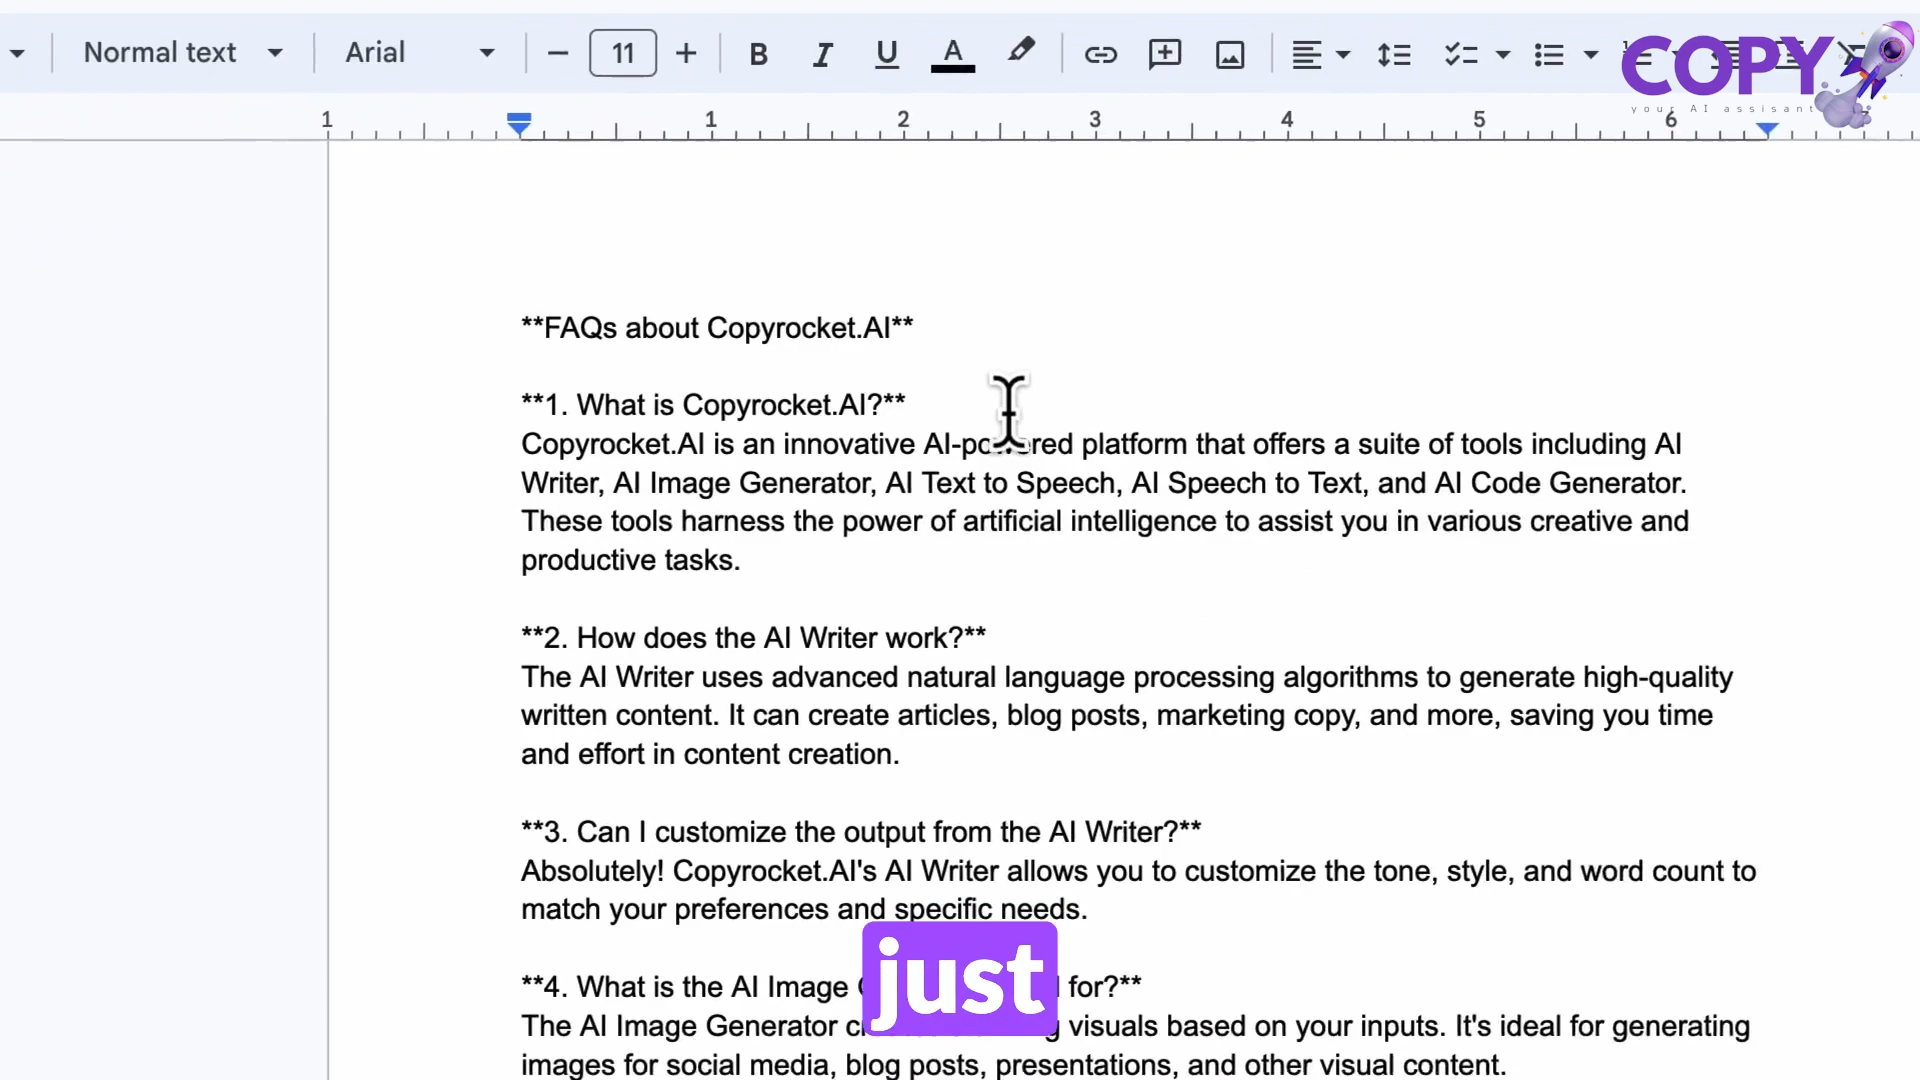 Normal text
Arial
11
B I U A
COPY
your AI assisant
1 1 2 3 4 5 6
**FAQs about Copyrocket.AI**
**1. What is Copyrocket.AI?**
Copyrocket.AI is an innovative AI-powered platform that offers a suite of tools including AI
Writer, AI Image Generator, AI Text to Speech, AI Speech to Text, and AI Code Generator.
These tools harness the power of artificial intelligence to assist you in various creative and
productive tasks.
**2. How does the AI Writer work?**
The AI Writer uses advanced natural language processing algorithms to generate high-quality
written content. It can create articles, blog posts, marketing copy, and more, saving you time
and effort in content creation.
**3. Can I customize the output from the AI Writer?**
Absolutely! Copyrocket.AI's AI Writer allows you to customize the tone, style, and word count to
match your preferences and specific needs.
**4. What is the AI Image for?**
The AI Image Generator visuals based on your inputs. It's ideal for generating
images for social media, blog posts, presentations, and other visual content.
just